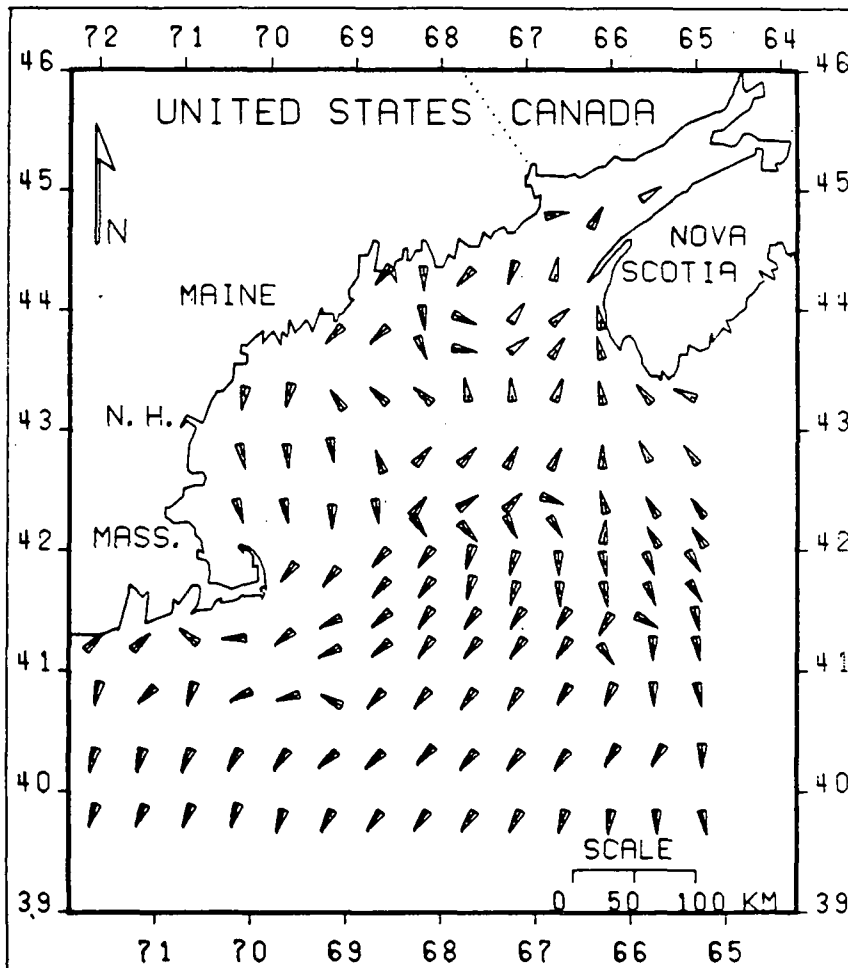 72 71 70 69 68 67 66 65 64
46 46
UNITED STATES CANADA
45 45
N
NOVA
SCOTIA
MAINE
44 44
N. H.
43 43
MASS.
42 42
41 41
40 40
SCALE
0 50 100 KM
39 39
71 70 69 68 67 66 65